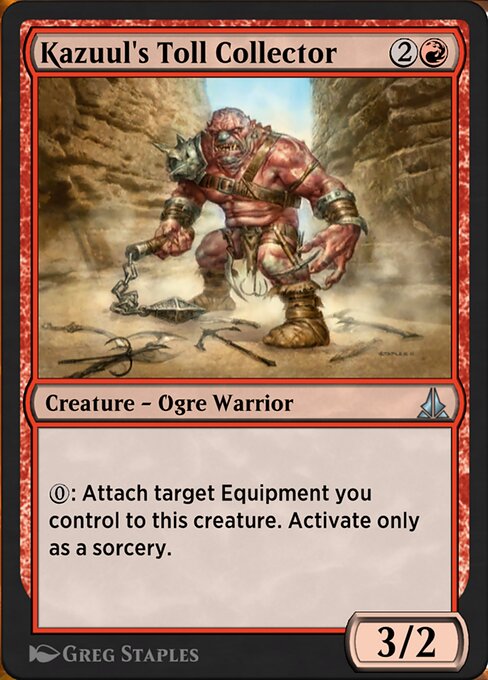 Kazuul's Toll Collector 2
Creature – Ogre Warrior
0: Attach target Equipment you
control to this creature. Activate only
as a sorcery.
3/2
GREG STAPLES